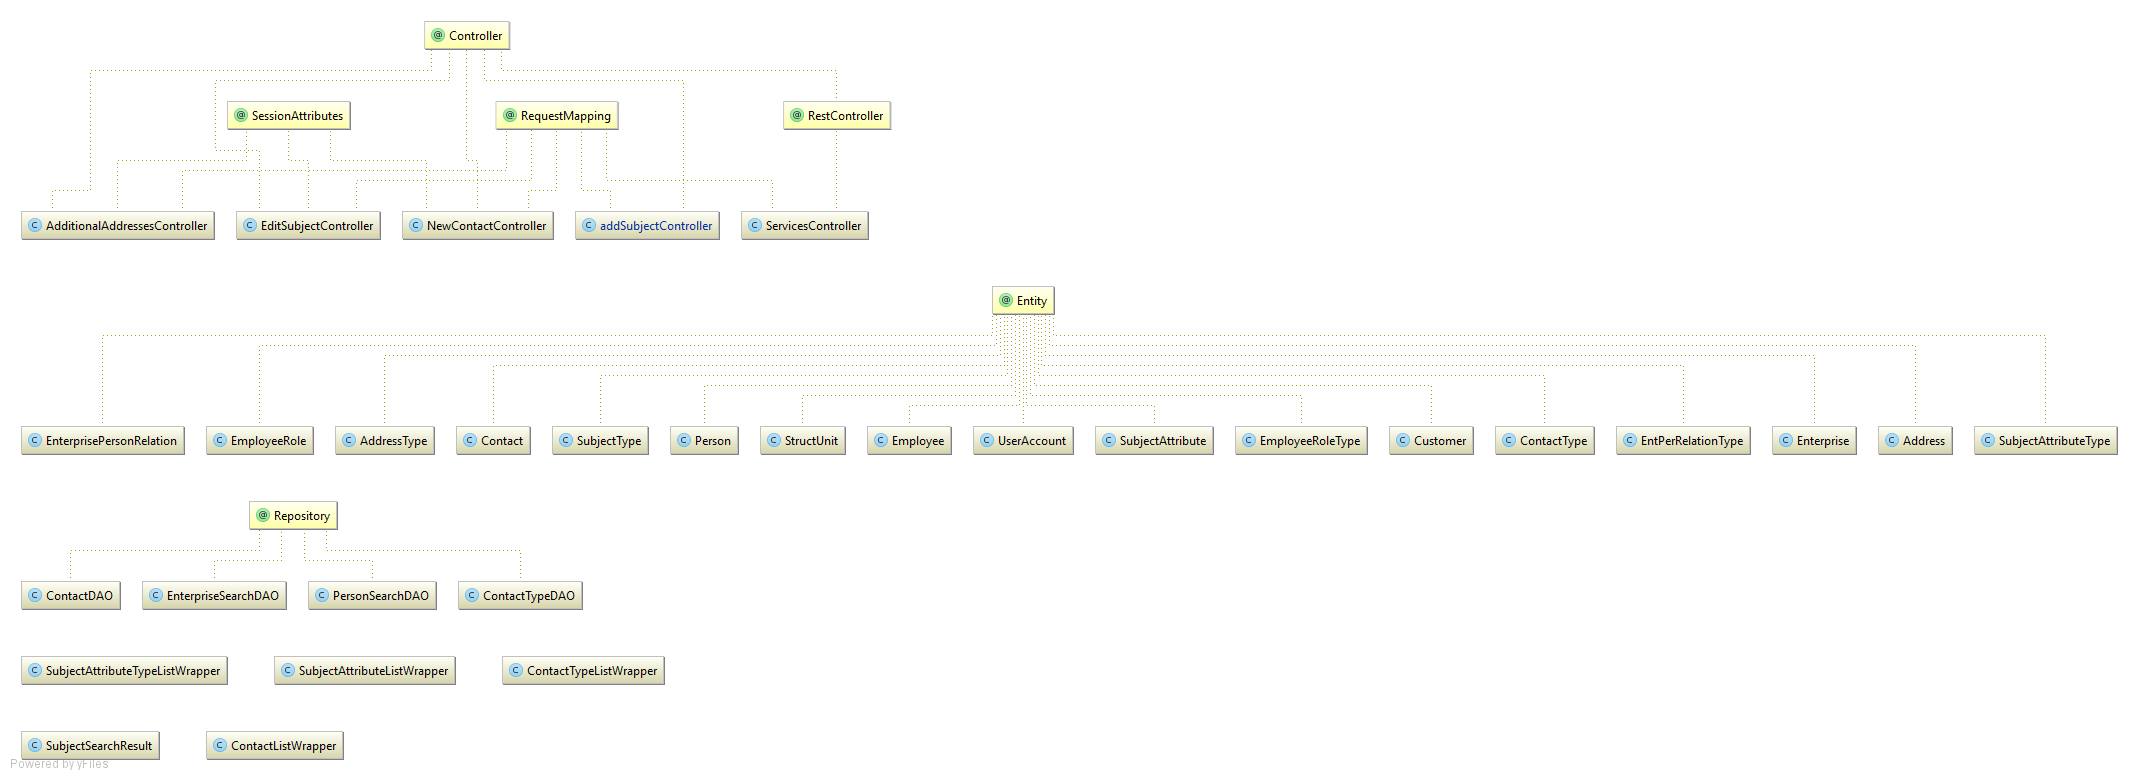 @ Controller
@ SessionAttributes
@ RequestMapping
@ RestController
C AdditionalAddressesController
C EditSubjectController
C NewContactController
C addSubjectController
C ServicesController
@ Entity
C EnterprisePersonRelation
C EmployeeRole
C AddressType
C Contact
C SubjectType
C Person
C StructUnit
C Employee
C UserAccount
C SubjectAttribute
C EmployeeRoleType
C Customer
C ContactType
C EntPerRelationType
C Enterprise
C Address
C SubjectAttributeType
@ Repository
C ContactDAO
C EnterpriseSearchDAO
C PersonSearchDAO
C ContactTypeDAO
C SubjectAttributeTypeListWrapper
C SubjectAttributeListWrapper
C ContactTypeListWrapper
C SubjectSearchResult
C ContactListWrapper
Powered by yFiles